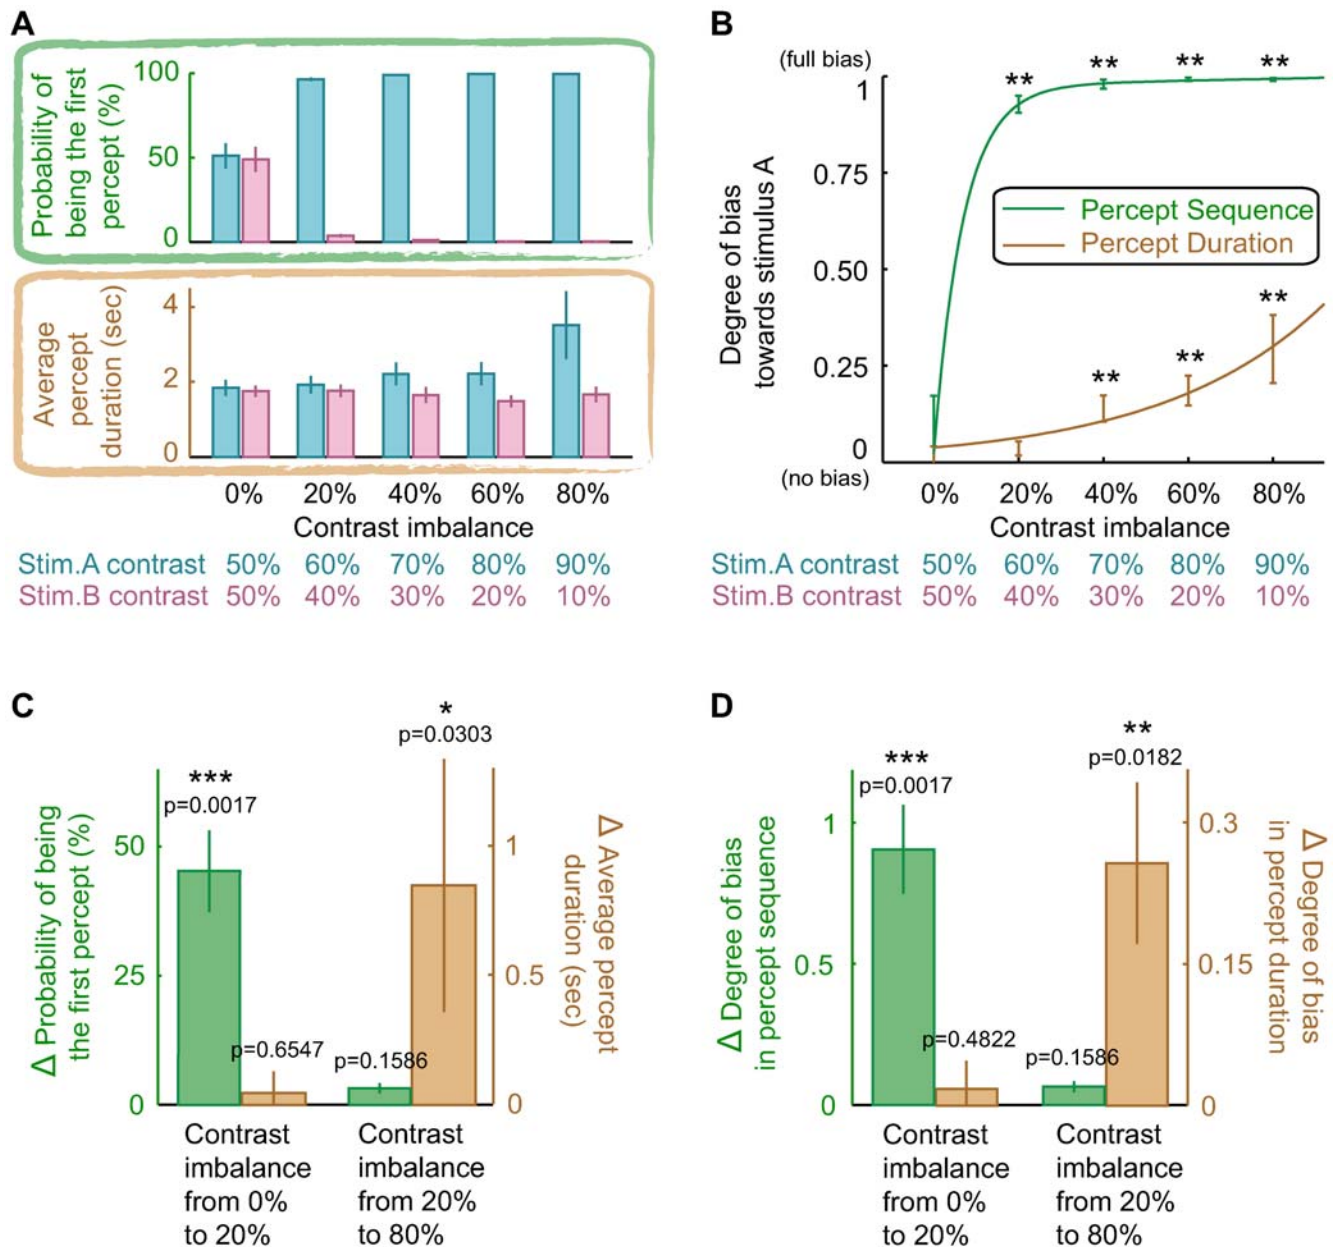 A
Probability of
being the first
percept (%)
100
50
0
Average
percept
duration (sec)
4
2
0
0% 20% 40% 60% 80%
Contrast imbalance
Stim.A contrast 50% 60% 70% 80% 90%
Stim.B contrast 50% 40% 30% 20% 10%
B
(full bias)
Degree of bias
towards stimulus A
1
0.75
0.50
0.25
0
(no bias)
** ** ** **
** ** **
Percept Sequence
Percept Duration
0% 20% 40% 60% 80%
Contrast imbalance
Stim.A contrast 50% 60% 70% 80% 90%
Stim.B contrast 50% 40% 30% 20% 10%
C
Δ Probability of being
the first percept (%)
50
25
0
***
p=0.0017
p=0.6547
p=0.1586
*
p=0.0303
1
0.5
0
Δ Average percept
duration (sec)
Contrast
imbalance
from 0%
to 20%
Contrast
imbalance
from 20%
to 80%
D
Δ Degree of bias
in percept sequence
1
0.5
0
***
p=0.0017
p=0.4822
p=0.1586
**
p=0.0182
0.3
0.15
0
Δ Degree of bias
in percept duration
Contrast
imbalance
from 0%
to 20%
Contrast
imbalance
from 20%
to 80%